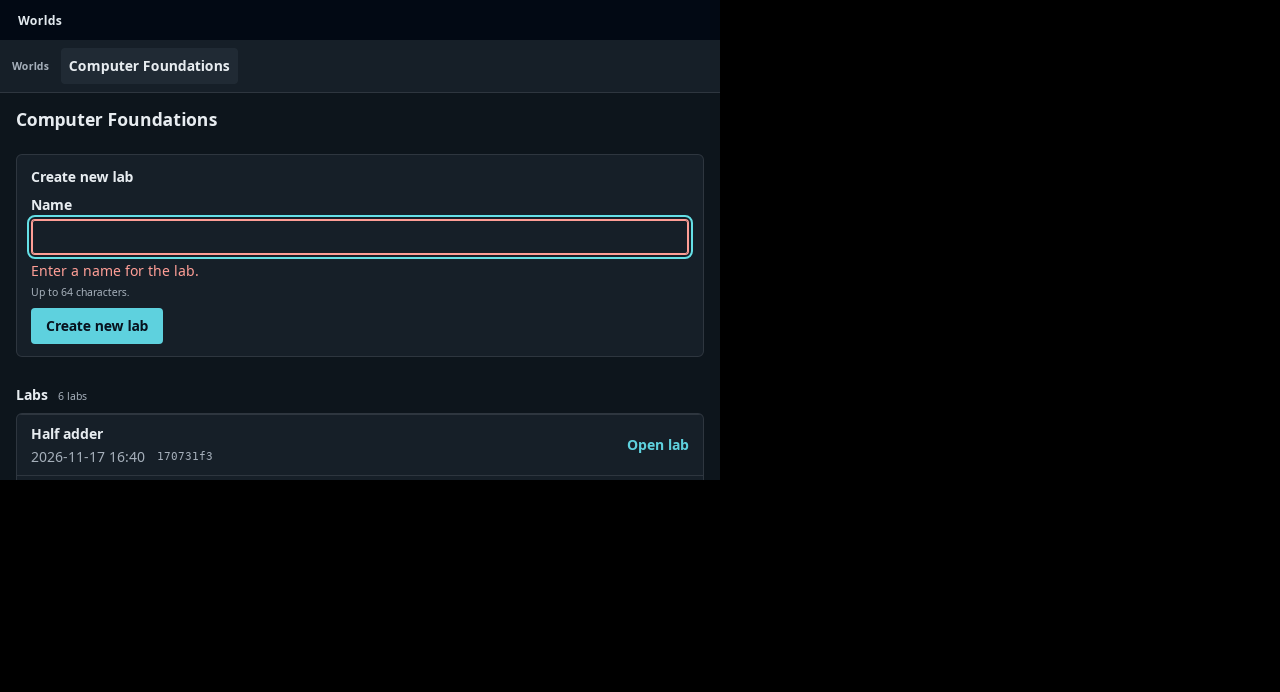 Worlds
Worlds Computer Foundations
Computer Foundations
Create new lab
Name
Enter a name for the lab.
Up to 64 characters.
Create new lab
Labs 6 labs
Half adder
2026-11-17 16:40 170731f3
Open lab